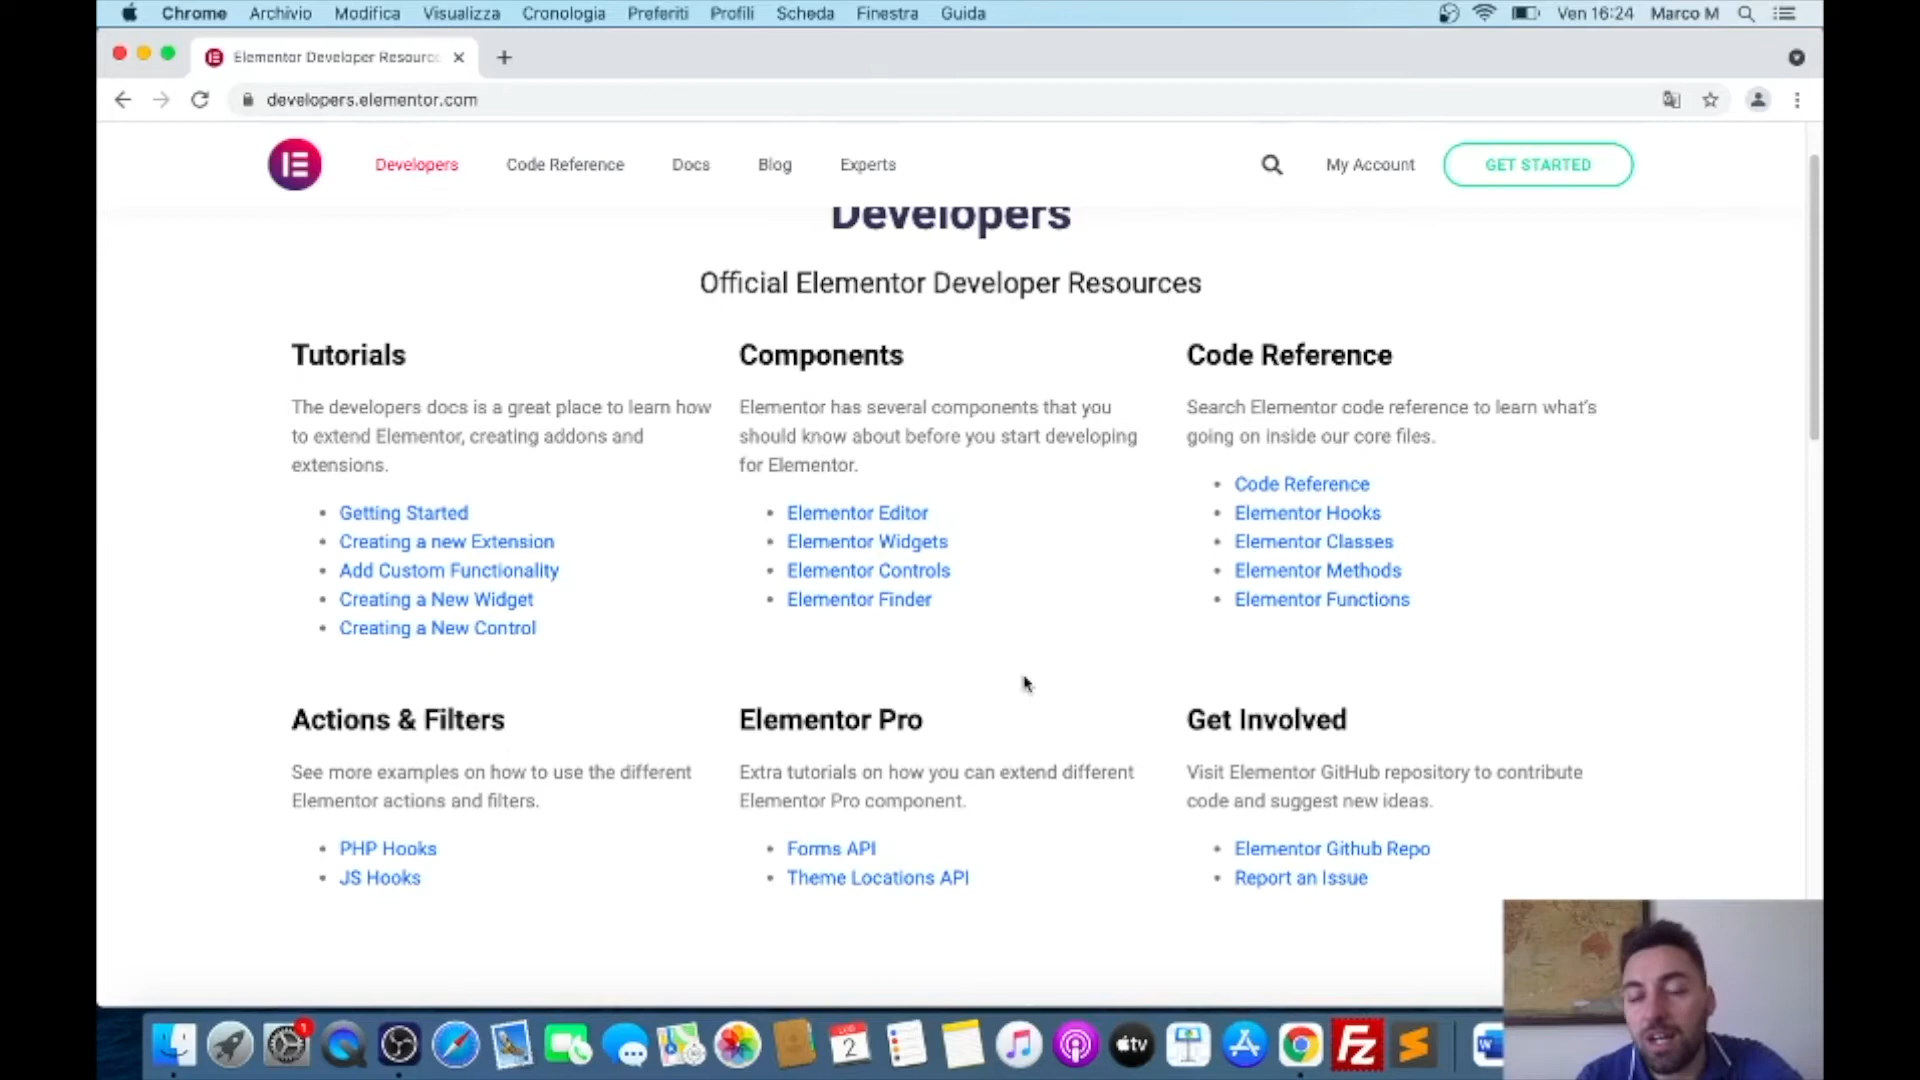 Chrome Archivio Modifica Visualizza Cronologia Preferiti Profili Scheda Finestra Guida Ven 16:24 Marco M
Elementor Developer Resourc
developers.elementor.com
Developers Code Reference Docs Blog Experts My Account GET STARTED
Developers
Official Elementor Developer Resources
Tutorials
The developers docs is a great place to learn how
to extend Elementor, creating addons and
extensions.
Getting Started
Creating a new Extension
Add Custom Functionality
Creating a New Widget
Creating a New Control
Components
Elementor has several components that you
should know about before you start developing
for Elementor.
Elementor Editor
Elementor Widgets
Elementor Controls
Elementor Finder
Code Reference
Search Elementor code reference to learn what's
going on inside our core files.
Code Reference
Elementor Hooks
Elementor Classes
Elementor Methods
Elementor Functions
Actions & Filters
See more examples on how to use the different
Elementor actions and filters.
PHP Hooks
JS Hooks
Elementor Pro
Extra tutorials on how you can extend different
Elementor Pro component.
Forms API
Theme Locations API
Get Involved
Visit Elementor GitHub repository to contribute
code and suggest new ideas.
Elementor Github Repo
Report an Issue
1
LUG
2
tv
FZ
W